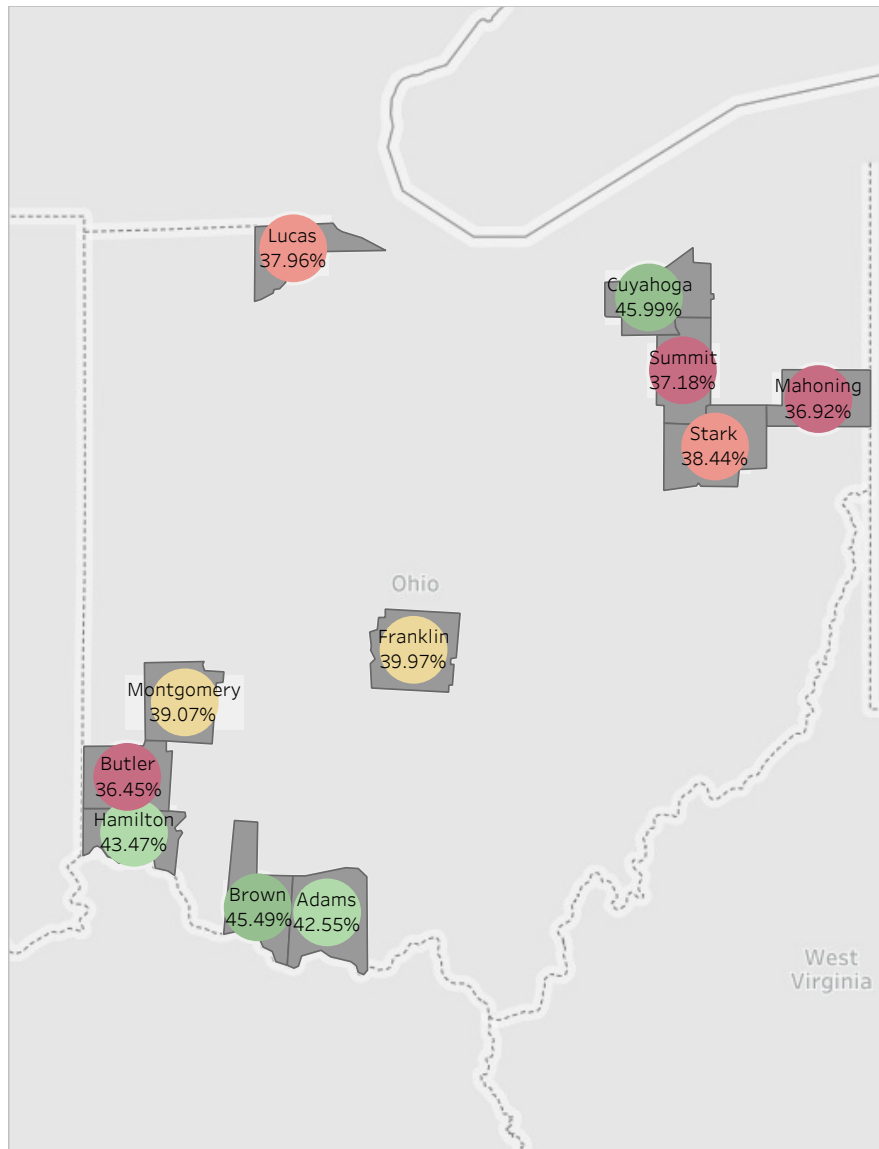 Lucas
37.96%
Cuyahoga
45.99%
Summit
37.18%
Mahoning
36.92%
Stark
38.44%
Ohio
Franklin
39.97%
Montgomery
39.07%
Butler
36.45%
Hamilton
43.47%
Brown
45.49%
Adams
42.55%
West
Virginia